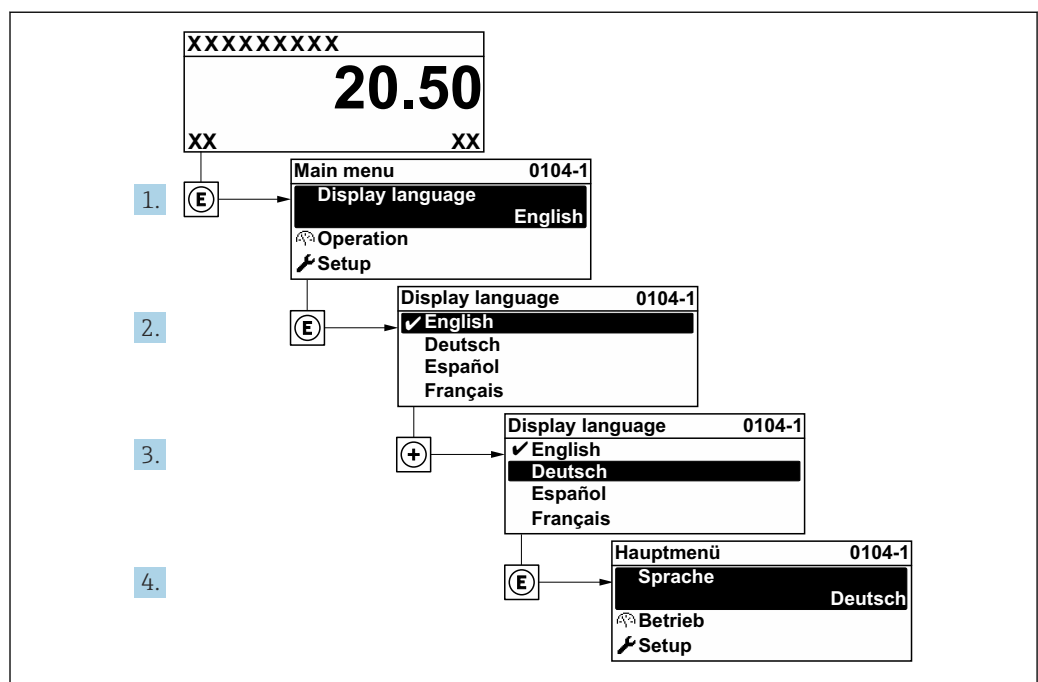 XXXXXXXXX
20.50
XX XX
1. E
Main menu 0104-1
Display language
English
Operation
Setup
2. E
Display language 0104-1
✔English
Deutsch
Español
Français
3. +
Display language 0104-1
✔English
Deutsch
Español
Français
4. E
Hauptmenü 0104-1
Sprache
Deutsch
Betrieb
Setup